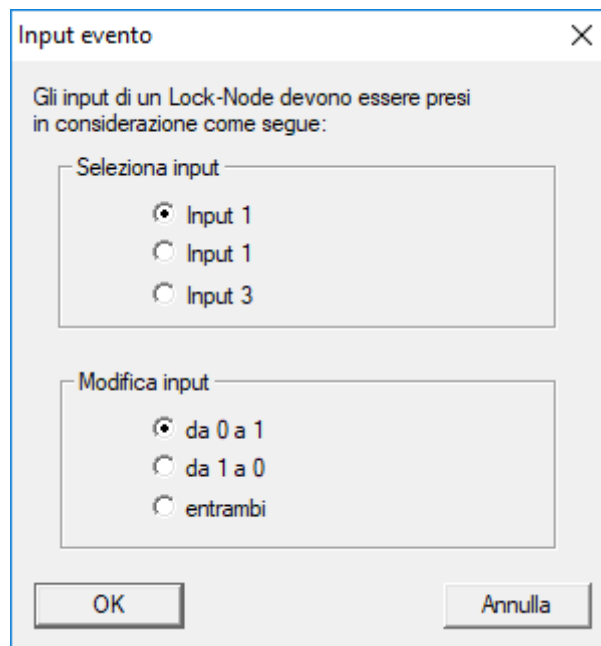 Input evento
Gli input di un Lock-Node devono essere presi
in considerazione come segue:
Seleziona input
Input 1
Input 1
Input 3
Modifica input
da 0 a 1
da 1 a 0
entrambi
OK
Annulla